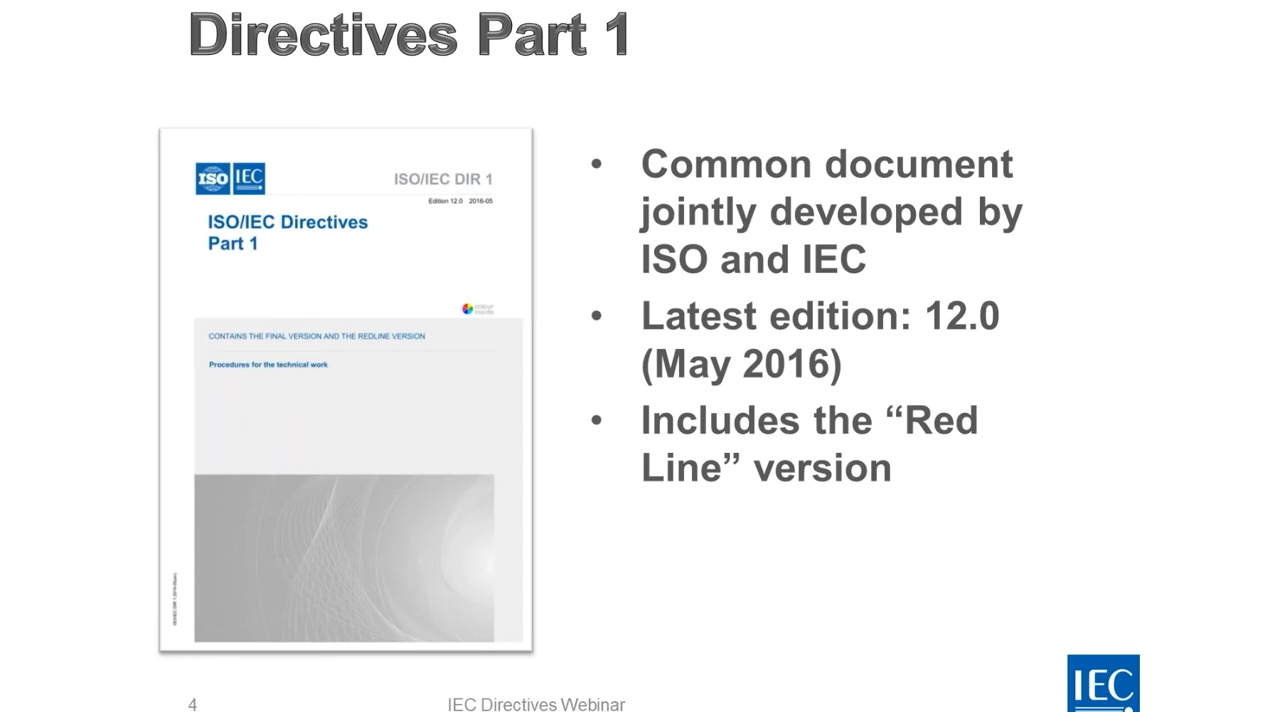 Directives Part 1
ISO IEC
ISO/IEC DIR 1
Edition 12.0 2016-05
ISO/IEC Directives
Part 1
colour
inside
CONTAINS THE FINAL VERSION AND THE REDLINE VERSION
Procedures for the technical work
• Common document
jointly developed by
ISO and IEC
• Latest edition: 12.0
(May 2016)
• Includes the “Red
Line” version
4
IEC Directives Webinar
IEC